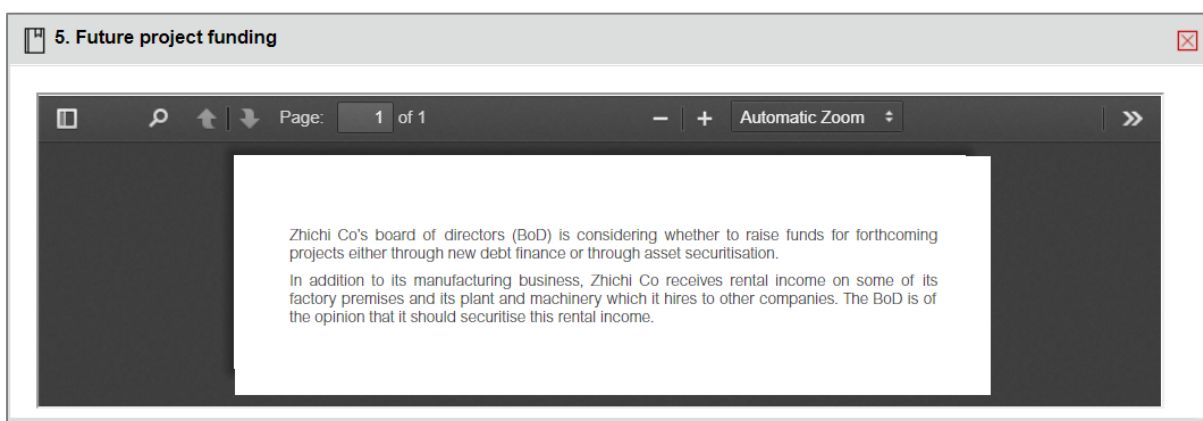 5. Future project funding
Page: 1 of 1
Automatic Zoom
Zhichi Co's board of directors (BoD) is considering whether to raise funds for forthcoming
projects either through new debt finance or through asset securitisation.
In addition to its manufacturing business, Zhichi Co receives rental income on some of its
factory premises and its plant and machinery which it hires to other companies. The BoD is of
the opinion that it should securitise this rental income.